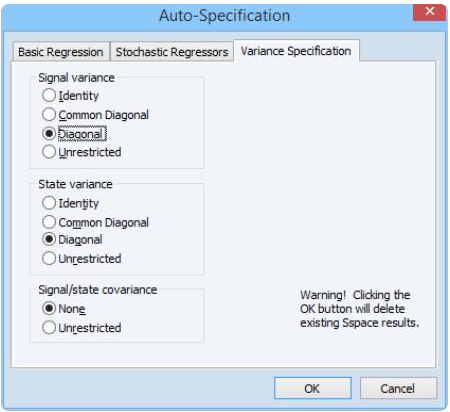 Auto-Specification
Basic Regression
Stochastic Regressors
Variance Specification
Signal variance
Identity
Common Diagonal
Diagonal
Unrestricted
State variance
Identity
Common Diagonal
Diagonal
Unrestricted
Signal/state covariance
None
Unrestricted
Warning! Clicking the
OK button will delete
existing Sspace results.
OK
Cancel